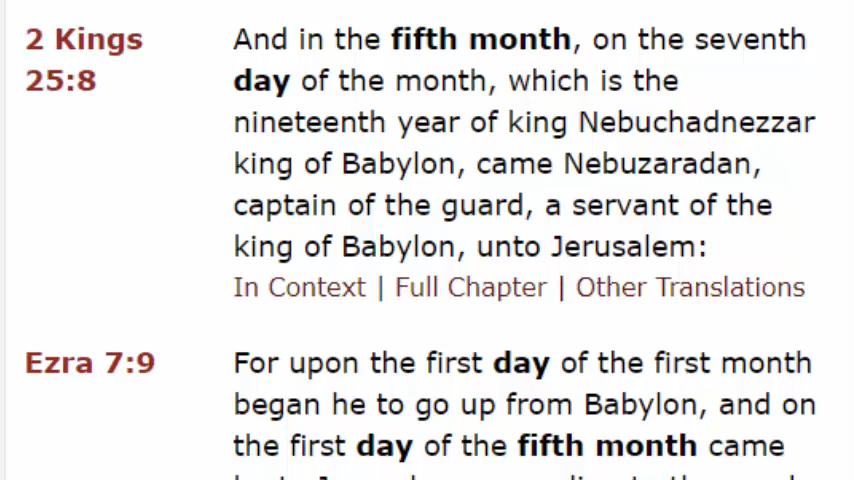 2 Kings 25:8
And in the fifth month, on the seventh
day of the month, which is the
nineteenth year of king Nebuchadnezzar
king of Babylon, came Nebuzaradan,
captain of the guard, a servant of the
king of Babylon, unto Jerusalem:
In Context | Full Chapter | Other Translations
Ezra 7:9
For upon the first day of the first month
began he to go up from Babylon, and on
the first day of the fifth month came